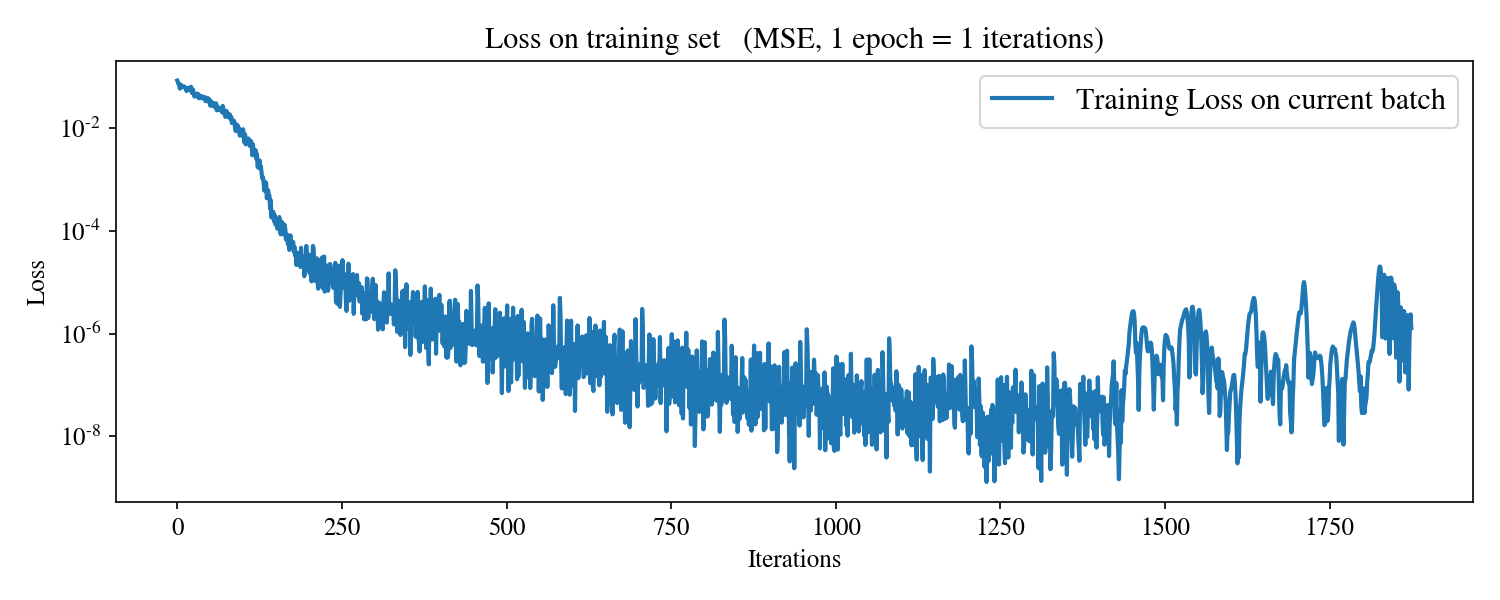 Loss on training set (MSE, 1 epoch = 1 iterations)
Training Loss on current batch
Loss
10-2
10-4
10-6
10-8
0 250 500 750 1000 1250 1500 1750
Iterations